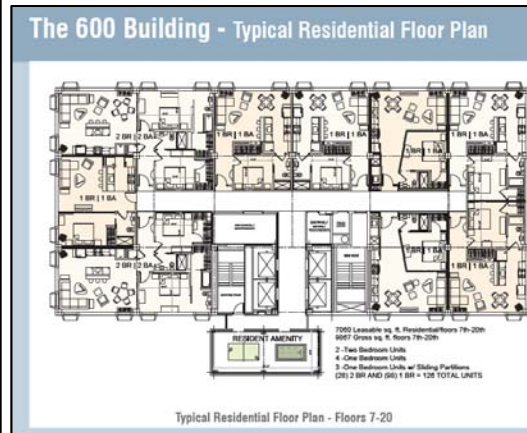 The 600 Building - Typical Residential Floor Plan
2 BR | 2 BA
1 BR | 1 BA
1 BR | 1 BA
1 BR | 1 BA
1 BR | 1 BA
1 BR | 1 BA
2 BR | 2 BA
1 BR | 1 BA
1 BR | 1 BA
RESIDENT AMENITY
7060 Leasable sq. ft. Residential/floors 7th-20th
9867 Gross sq. ft. floors 7th-20th
2 -Two Bedroom Units
4 -One Bedroom Units
3 -One Bedroom Units w/ Sliding Partitions
(28) 2 BR AND (98) 1 BR = 126 TOTAL UNITS
Typical Residential Floor Plan - Floors 7-20